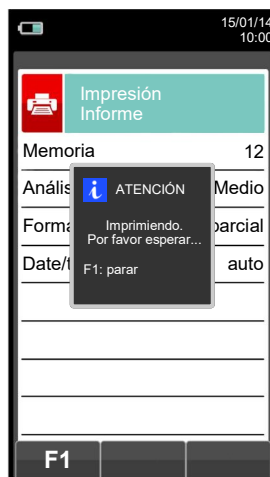 15/01/14
10:00
Impresión
Informe
Memoria 12
Anális Medio
Forma parcial
Date/t auto
i ATENCIÓN
Imprimiendo.
Por favor esperar...
F1: parar
F1